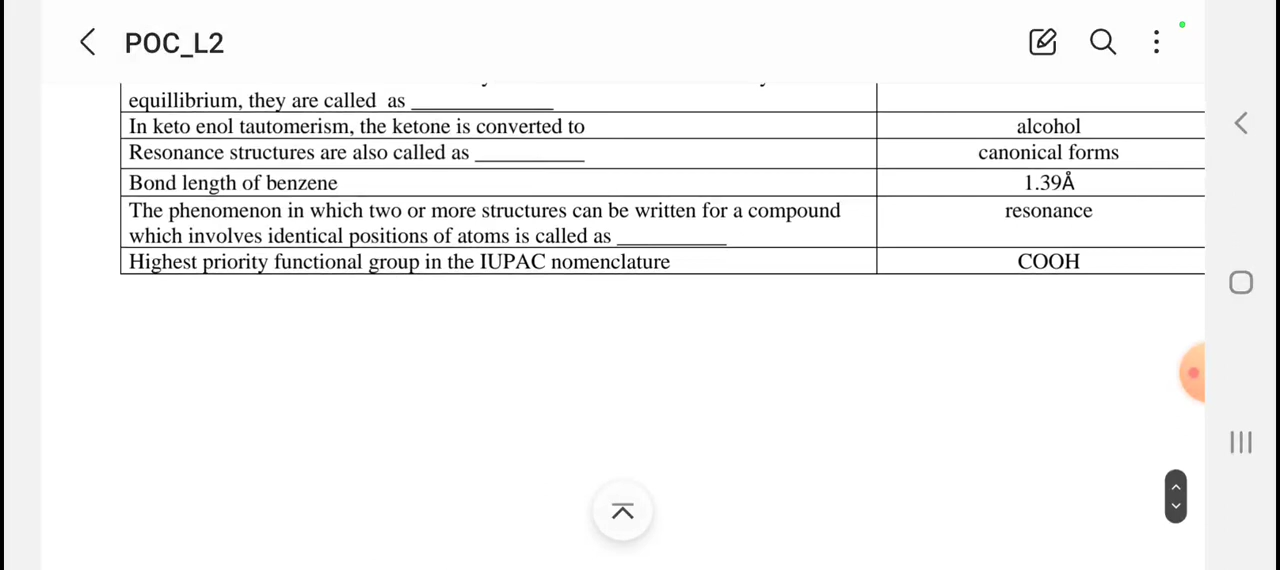 POC_L2
equillibrium, they are called as ____________
In keto enol tautomerism, the ketone is converted to alcohol
Resonance structures are also called as __________ canonical forms
Bond length of benzene 1.39Å
The phenomenon in which two or more structures can be written for a compound resonance
which involves identical positions of atoms is called as __________
Highest priority functional group in the IUPAC nomenclature COOH